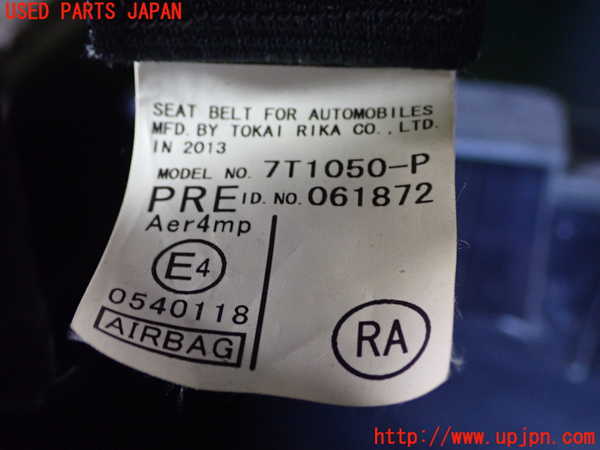 USED PARTS JAPAN
SEAT BELT FOR AUTOMOBILES
MFD. BY TOKAI RIKA CO., LTD.
IN 2013
MODEL NO. 7T1050-P
PRE ID. NO. 061872
Aer4mp
E4
0540118
AIRBAG
RA
http://www.upjpn.com/